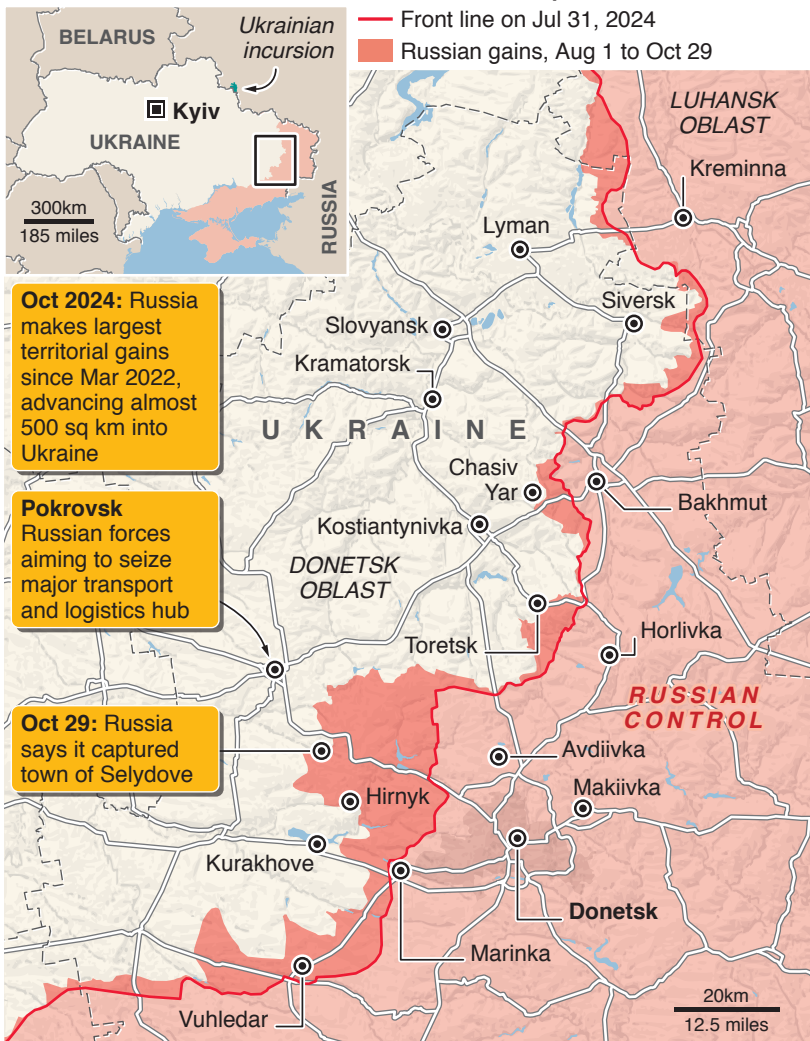 Front line on Jul 31, 2024
Russian gains, Aug 1 to Oct 29
BELARUS
Ukrainian
incursion
Kyiv
UKRAINE
300km
185 miles
RUSSIA
LUHANSK
OBLAST
Kreminna
Lyman
Siversk
Oct 2024: Russia
makes largest
territorial gains
since Mar 2022,
advancing almost
500 sq km into
Ukraine
Slovyansk
Kramatorsk
UKRAINE
Chasiv
Yar
Bakhmut
Pokrovsk
Russian forces
aiming to seize
major transport
and logistics hub
Kostiantynivka
DONETSK
OBLAST
Toretsk
Horlivka
RUSSIAN
CONTROL
Oct 29: Russia
says it captured
town of Selydove
Avdiivka
Makiivka
Hirnyk
Kurakhove
Donetsk
Marinka
Vuhledar
20km
12.5 miles